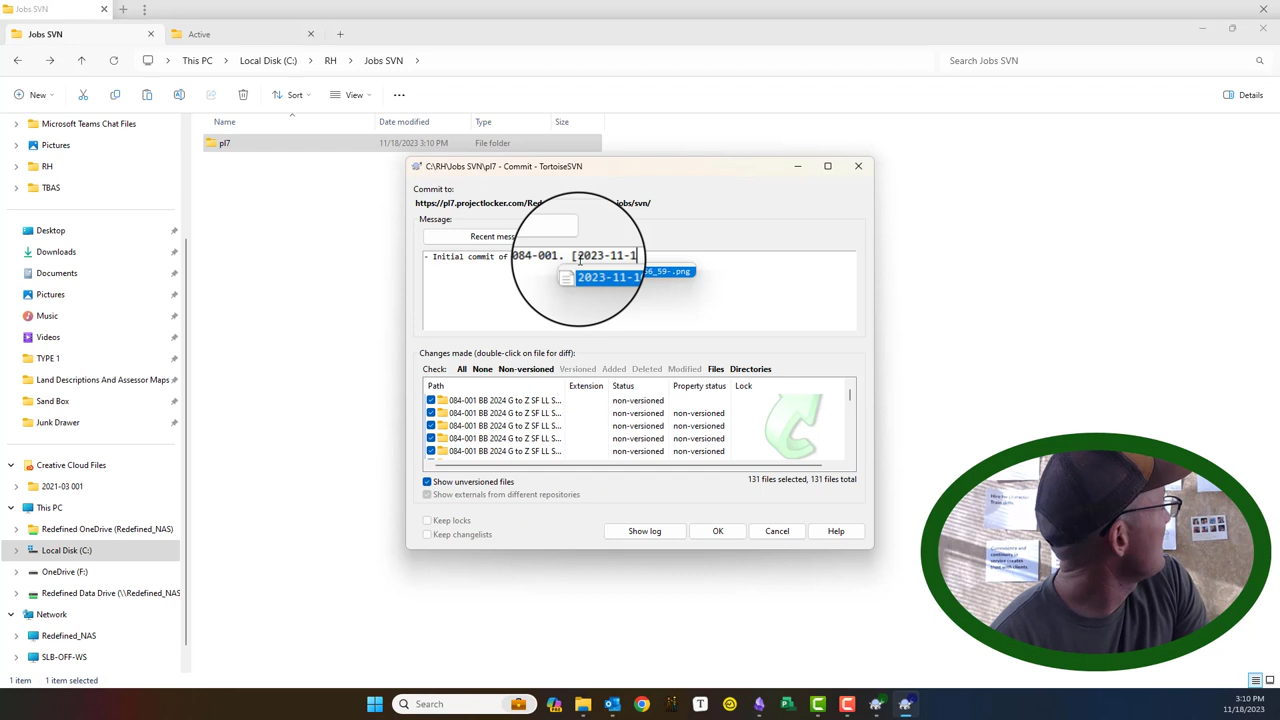 Jobs SVN
Jobs SVN
Active
This PC
Local Disk (C:)
RH
Jobs SVN
Search Jobs SVN
New
Sort
View
Details
Name
Date modified
Type
Size
pl7
11/18/2023 3:10 PM
File folder
Microsoft Teams Chat Files
Pictures
RH
TBAS
Desktop
Downloads
Documents
Pictures
Music
Videos
TYPE 1
Land Descriptions And Assessor Maps
Sand Box
Junk Drawer
Creative Cloud Files
2021-03 001
This PC
Redefined OneDrive (Redefined_NAS)
Local Disk (C:)
OneDrive (F:)
Redefined Data Drive (\\Redefined_NAS
Network
Redefined_NAS
SLB-OFF-WS
C:\RH\Jobs SVN\pl7 - Commit - TortoiseSVN
Commit to:
https://pl7.projectlocker.com/Red
jobs/svn/
Message:
Recent mess
- Initial commit of 084-001. [2023-11-1
2023-11-1
56_59-.png
Changes made (double-click on file for diff):
Check: All None Non-versioned Versioned Added Deleted Modified Files Directories
Path Extension Status Property status Lock
084-001 BB 2024 G to Z SF LL S... non-versioned
084-001 BB 2024 G to Z SF LL S... non-versioned non-versioned
084-001 BB 2024 G to Z SF LL S... non-versioned non-versioned
084-001 BB 2024 G to Z SF LL S... non-versioned non-versioned
084-001 BB 2024 G to Z SF LL S... non-versioned non-versioned
Show unversioned files
131 files selected, 131 files total
Show externals from different repositories
Keep locks
Keep changelists
Show log
OK
Cancel
Help
1 item
1 item selected
Search
3:10 PM
11/18/2023